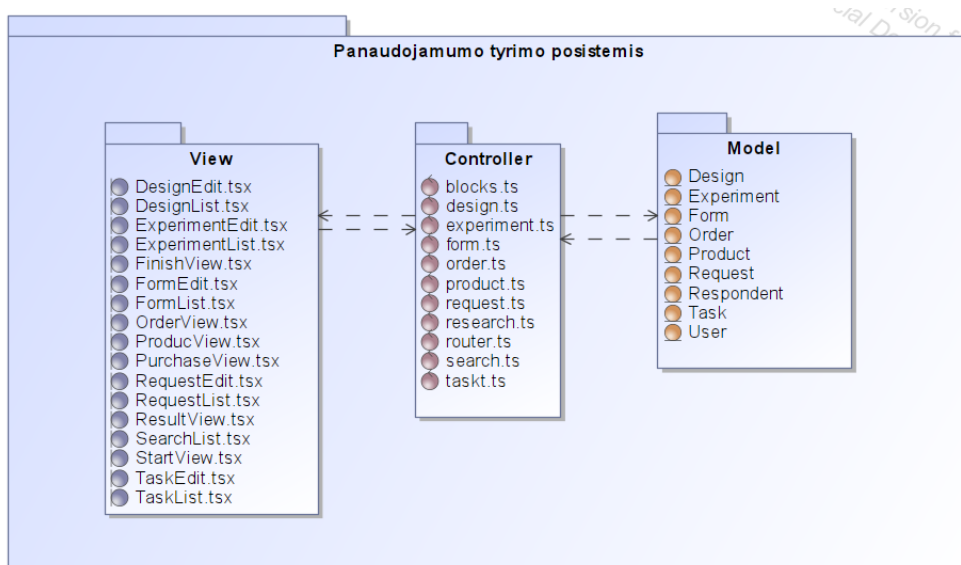 Panaudojamumo tyrimo posistemis
View
DesignEdit.tsx
DesignList.tsx
ExperimentEdit.tsx
ExperimentList.tsx
FinishView.tsx
FormEdit.tsx
FormList.tsx
OrderView.tsx
ProducView.tsx
PurchaseView.tsx
RequestEdit.tsx
RequestList.tsx
ResultView.tsx
SearchList.tsx
StartView.tsx
TaskEdit.tsx
TaskList.tsx
Controller
blocks.ts
design.ts
experiment.ts
form.ts
order.ts
product.ts
request.ts
research.ts
router.ts
search.ts
taskt.ts
Model
Design
Experiment
Form
Order
Product
Request
Respondent
Task
User